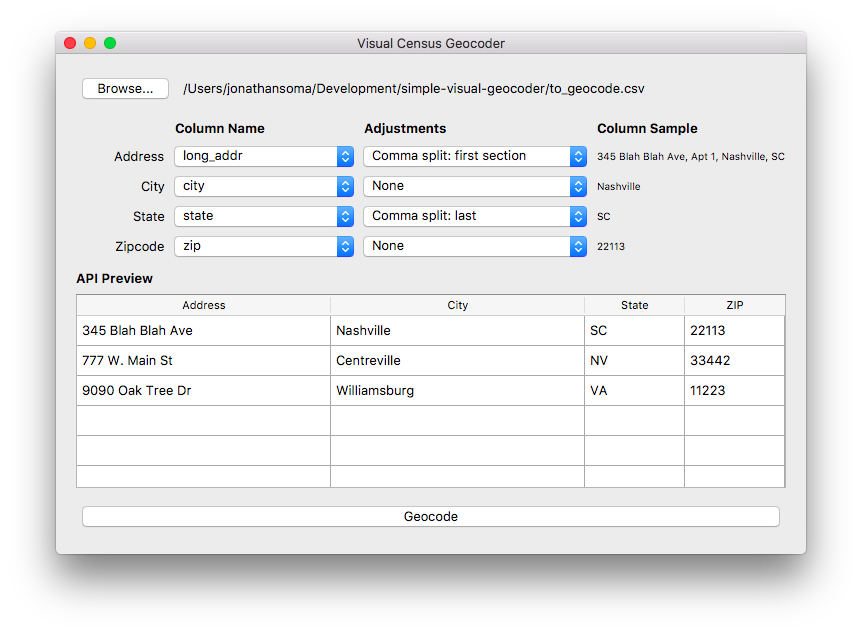 Visual Census Geocoder
Browse... /Users/jonathansoma/Development/simple-visual-geocoder/to_geocode.csv
Column Name Adjustments Column Sample
Address long_addr Comma split: first section 345 Blah Blah Ave, Apt 1, Nashville, SC
City city None Nashville
State state Comma split: last SC
Zipcode zip None 22113
API Preview
Address City State ZIP
345 Blah Blah Ave Nashville SC 22113
777 W. Main St Centreville NV 33442
9090 Oak Tree Dr Williamsburg VA 11223
Geocode